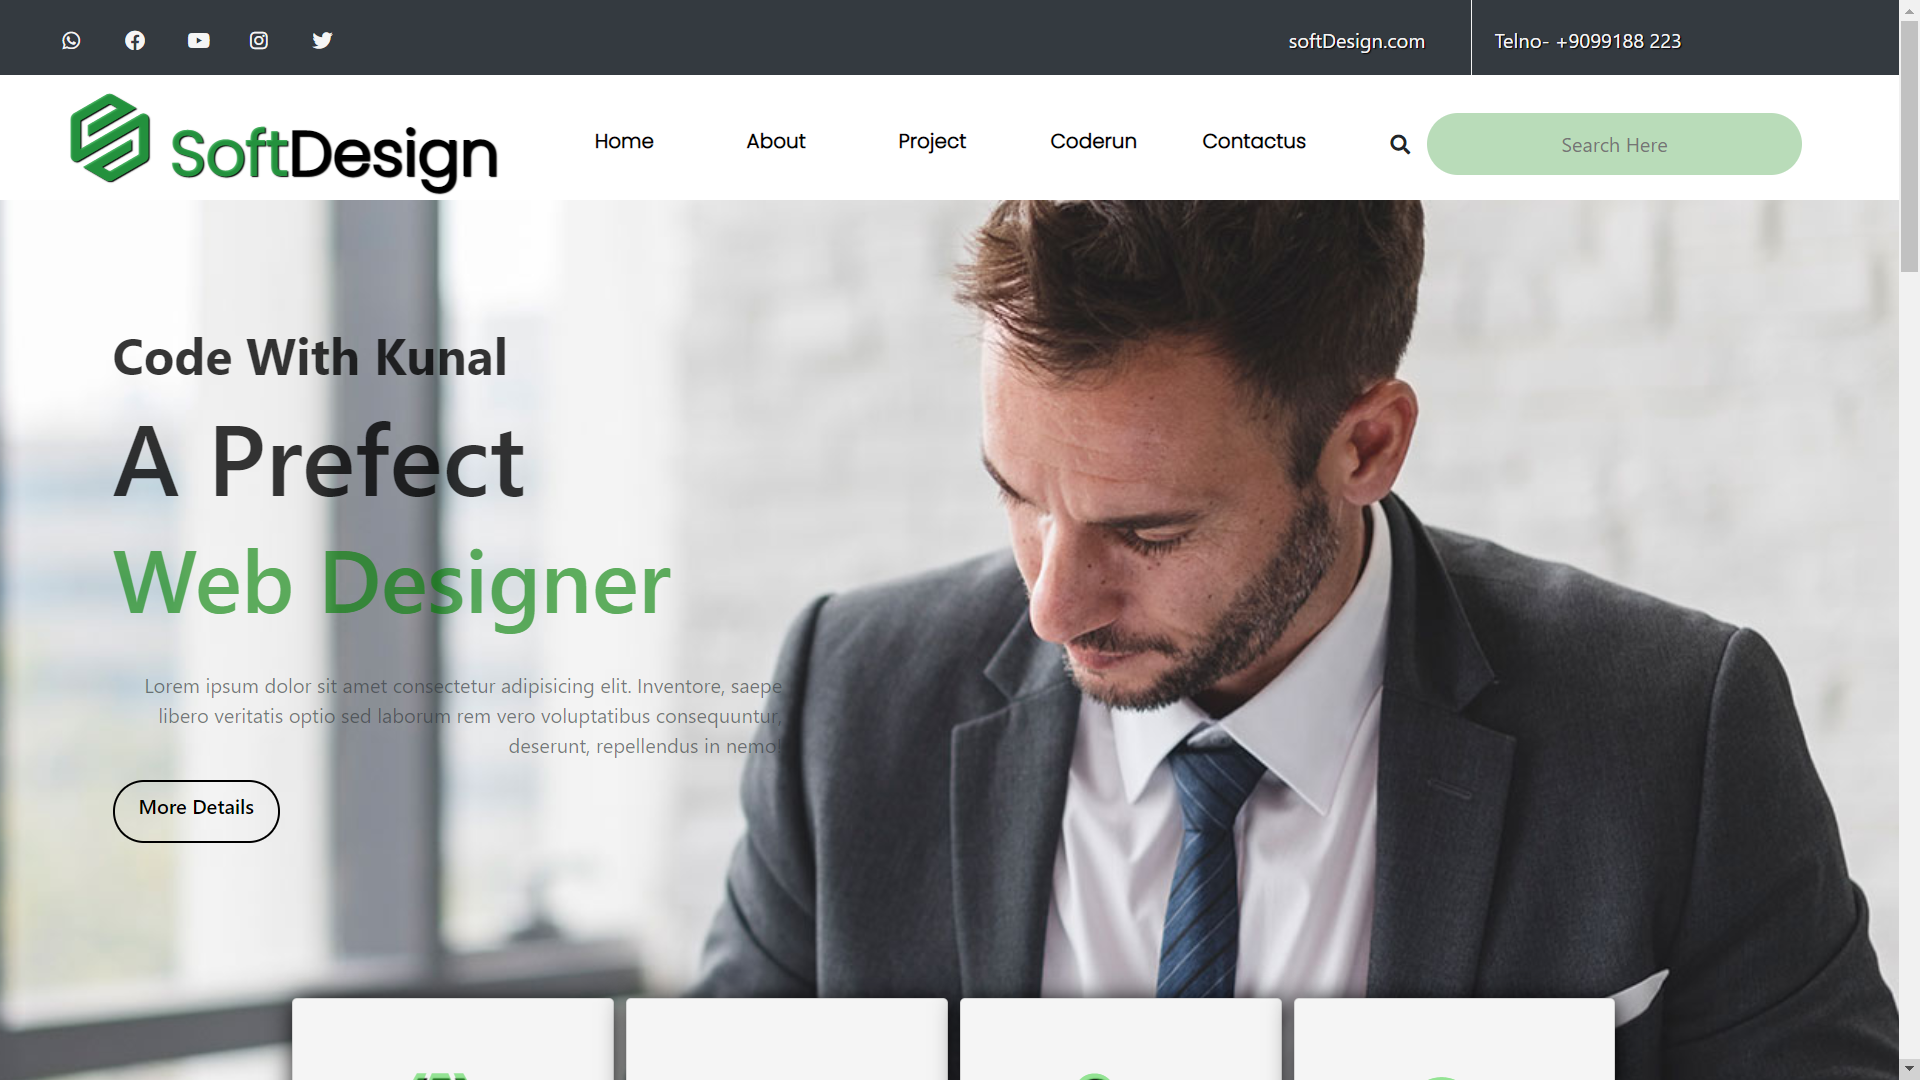 softDesign.com
Telno- +9099188 223
SoftDesign
Home
About
Project
Coderun
Contactus
Search Here
Code With Kunal
A Prefect
Web Designer
Lorem ipsum dolor sit amet consectetur adipisicing elit. Inventore, saepe
libero veritatis optio sed laborum rem vero voluptatibus consequuntur,
deserunt, repellendus in nemo!
More Details